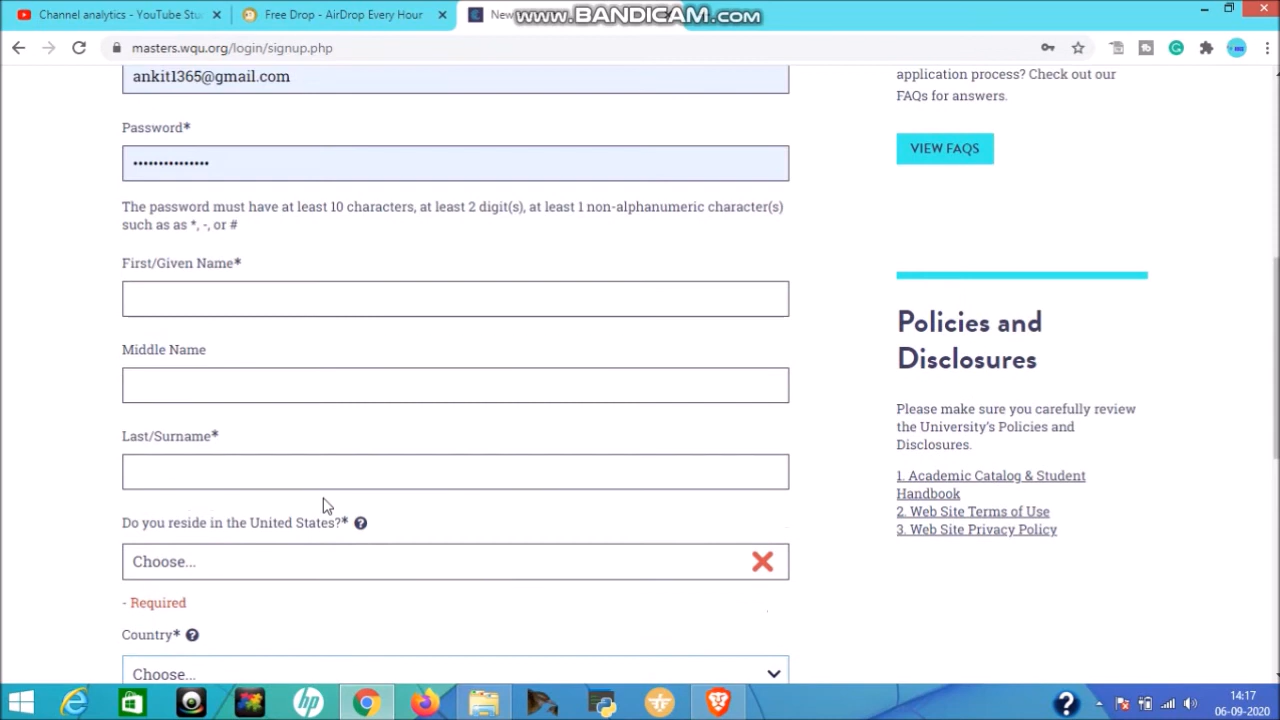 Channel analytics - YouTube Stu
Free Drop - AirDrop Every Hour
New
www.BANDICAM.com
masters.wqu.org/login/signup.php
ankit1365@gmail.com
Password*
•••••••••••••••
The password must have at least 10 characters, at least 2 digit(s), at least 1 non-alphanumeric character(s)
such as as *, -, or #
First/Given Name*
Middle Name
Last/Surname*
Do you reside in the United States?* ?
Choose...
- Required
Country* ?
Choose...
application process? Check out our
FAQs for answers.
VIEW FAQS
Policies and
Disclosures
Please make sure you carefully review
the University's Policies and
Disclosures.
1. Academic Catalog & Student
Handbook
2. Web Site Terms of Use
3. Web Site Privacy Policy
14:17
06-09-2020